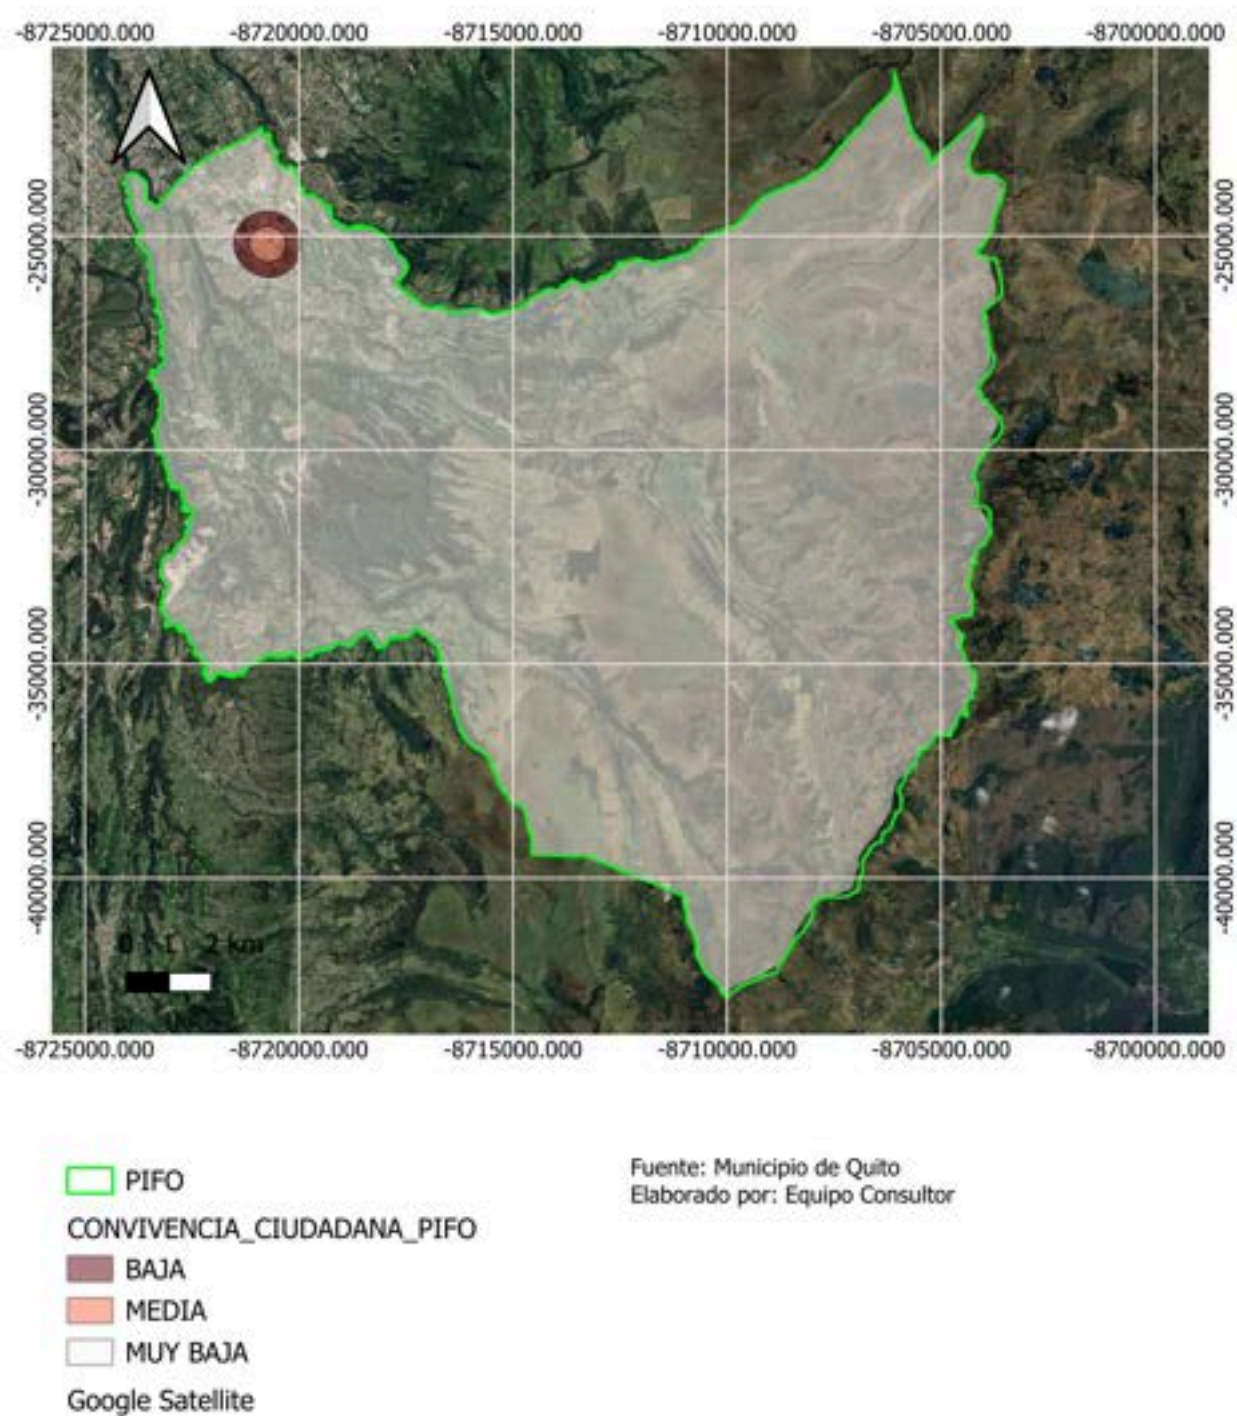 -8725000.000 -8720000.000 -8715000.000 -8710000.000 -8705000.000 -8700000.000
-25000.000 -25000.000
-30000.000 -30000.000
-35000.000 -35000.000
-40000.000 -40000.000
0 1 2 km
-8725000.000 -8720000.000 -8715000.000 -8710000.000 -8705000.000 -8700000.000
PIFO
CONVIVENCIA_CIUDADANA_PIFO
BAJA
MEDIA
MUY BAJA
Google Satellite
Fuente: Municipio de Quito
Elaborado por: Equipo Consultor